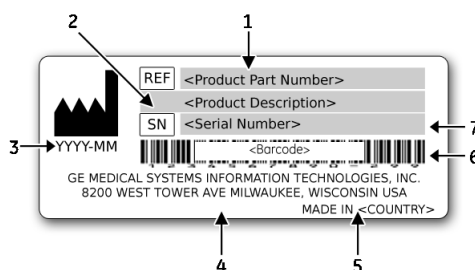 1
2
REF <Product Part Number>
<Product Description>
SN <Serial Number>
7
3
YYYY-MM
<Barcode>
6
GE MEDICAL SYSTEMS INFORMATION TECHNOLOGIES, INC.
8200 WEST TOWER AVE MILWAUKEE, WISCONSIN USA
MADE IN <COUNTRY>
4
5